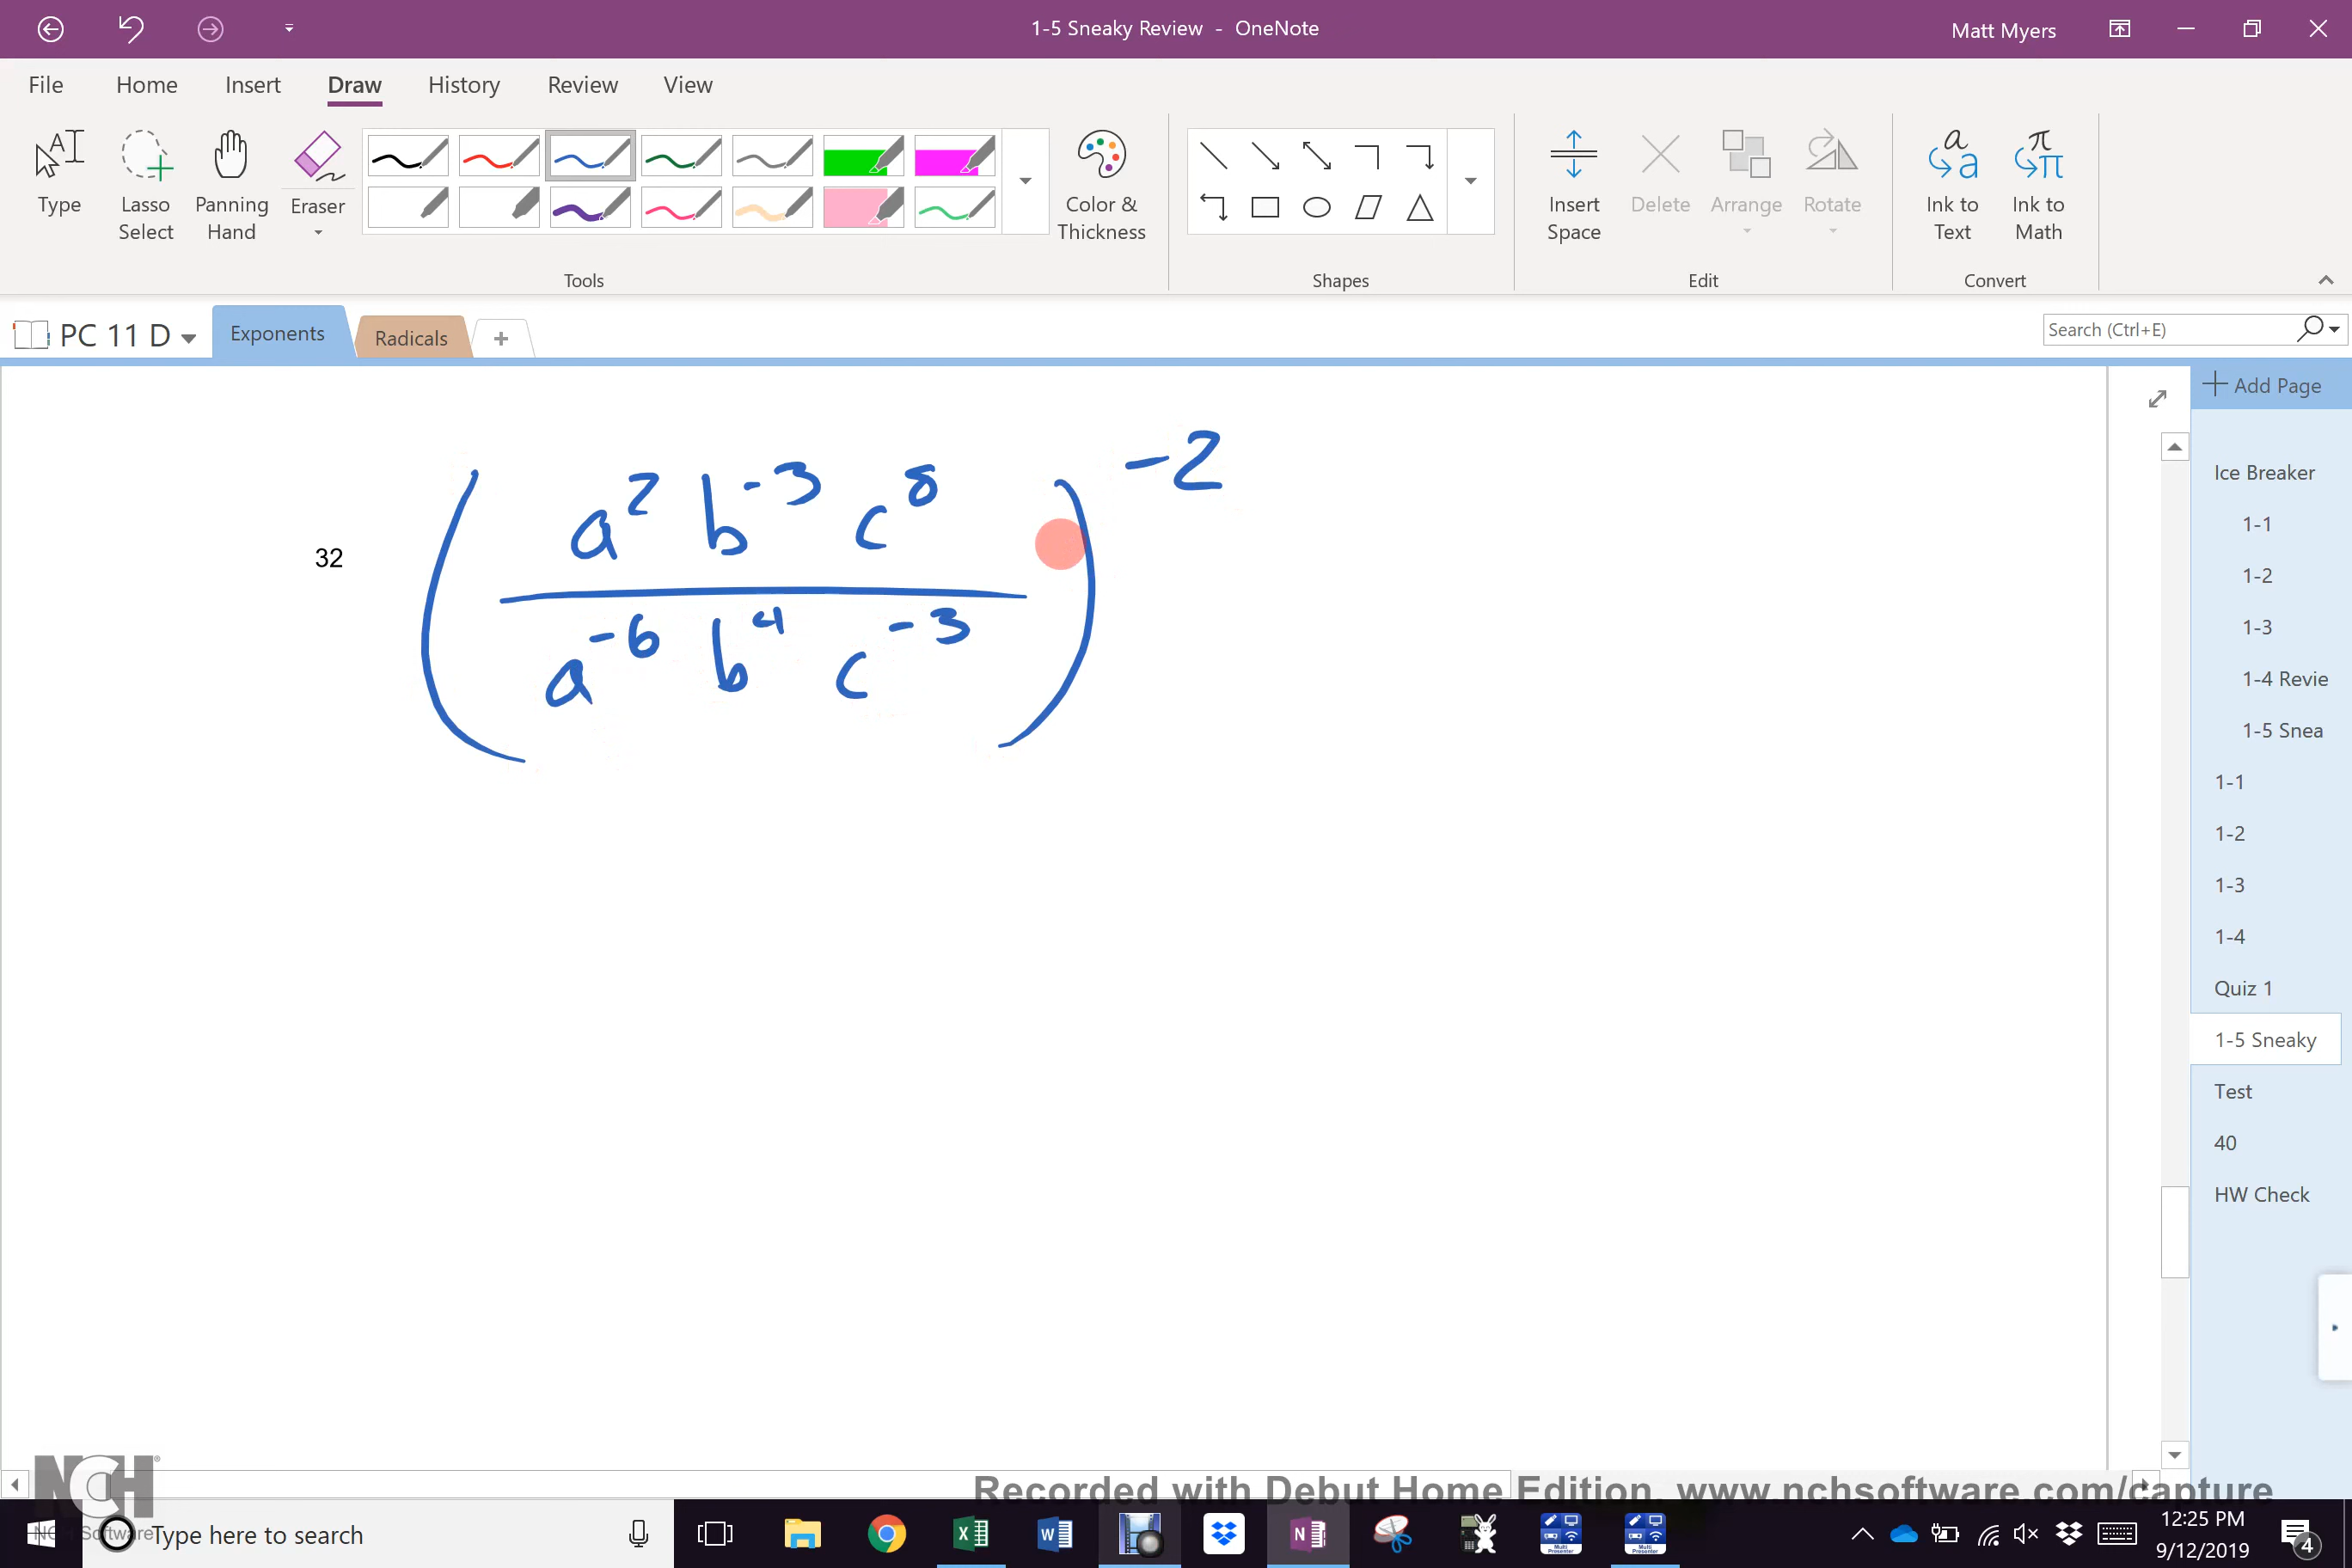 1-5 Sneaky Review - OneNote
Matt Myers
File Home Insert Draw History Review View
Type
Lasso Select
Panning Hand
Eraser
Color & Thickness
Insert Space
Delete
Arrange
Rotate
a a
Ink to Text
π π
Ink to Math
Tools
Shapes
Edit
Convert
PC 11 D
Exponents
Radicals
+
Search (Ctrl+E)
Add Page
Ice Breaker
1-1
1-2
1-3
1-4 Revie
1-5 Snea
1-1
1-2
1-3
1-4
Quiz 1
1-5 Sneaky
Test
40
HW Check
32
( a² b⁻³ c⁸ / a⁻⁶ b⁴ c⁻³ )⁻²
NCH
NCH Software
Recorded with Debut Home Edition. www.nchsoftware.com/capture
Type here to search
12:25 PM
9/12/2019
4